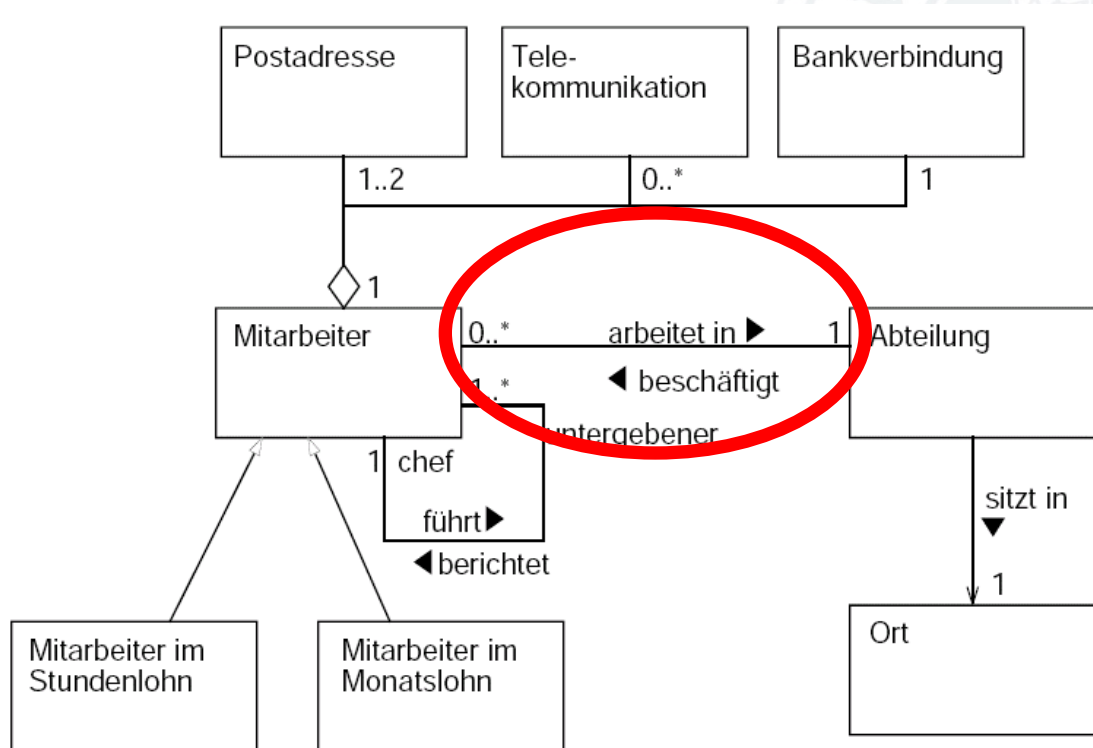 Postadresse
Tele-
kommunikation
Bankverbindung
1..2
0..*
1
1
Mitarbeiter
0..*
arbeitet in ▶
1
Abteilung
◀ beschäftigt
1..*
untergebener
1
chef
führt▶
◀berichtet
sitzt in
▼
1
Mitarbeiter im
Stundenlohn
Mitarbeiter im
Monatslohn
Ort